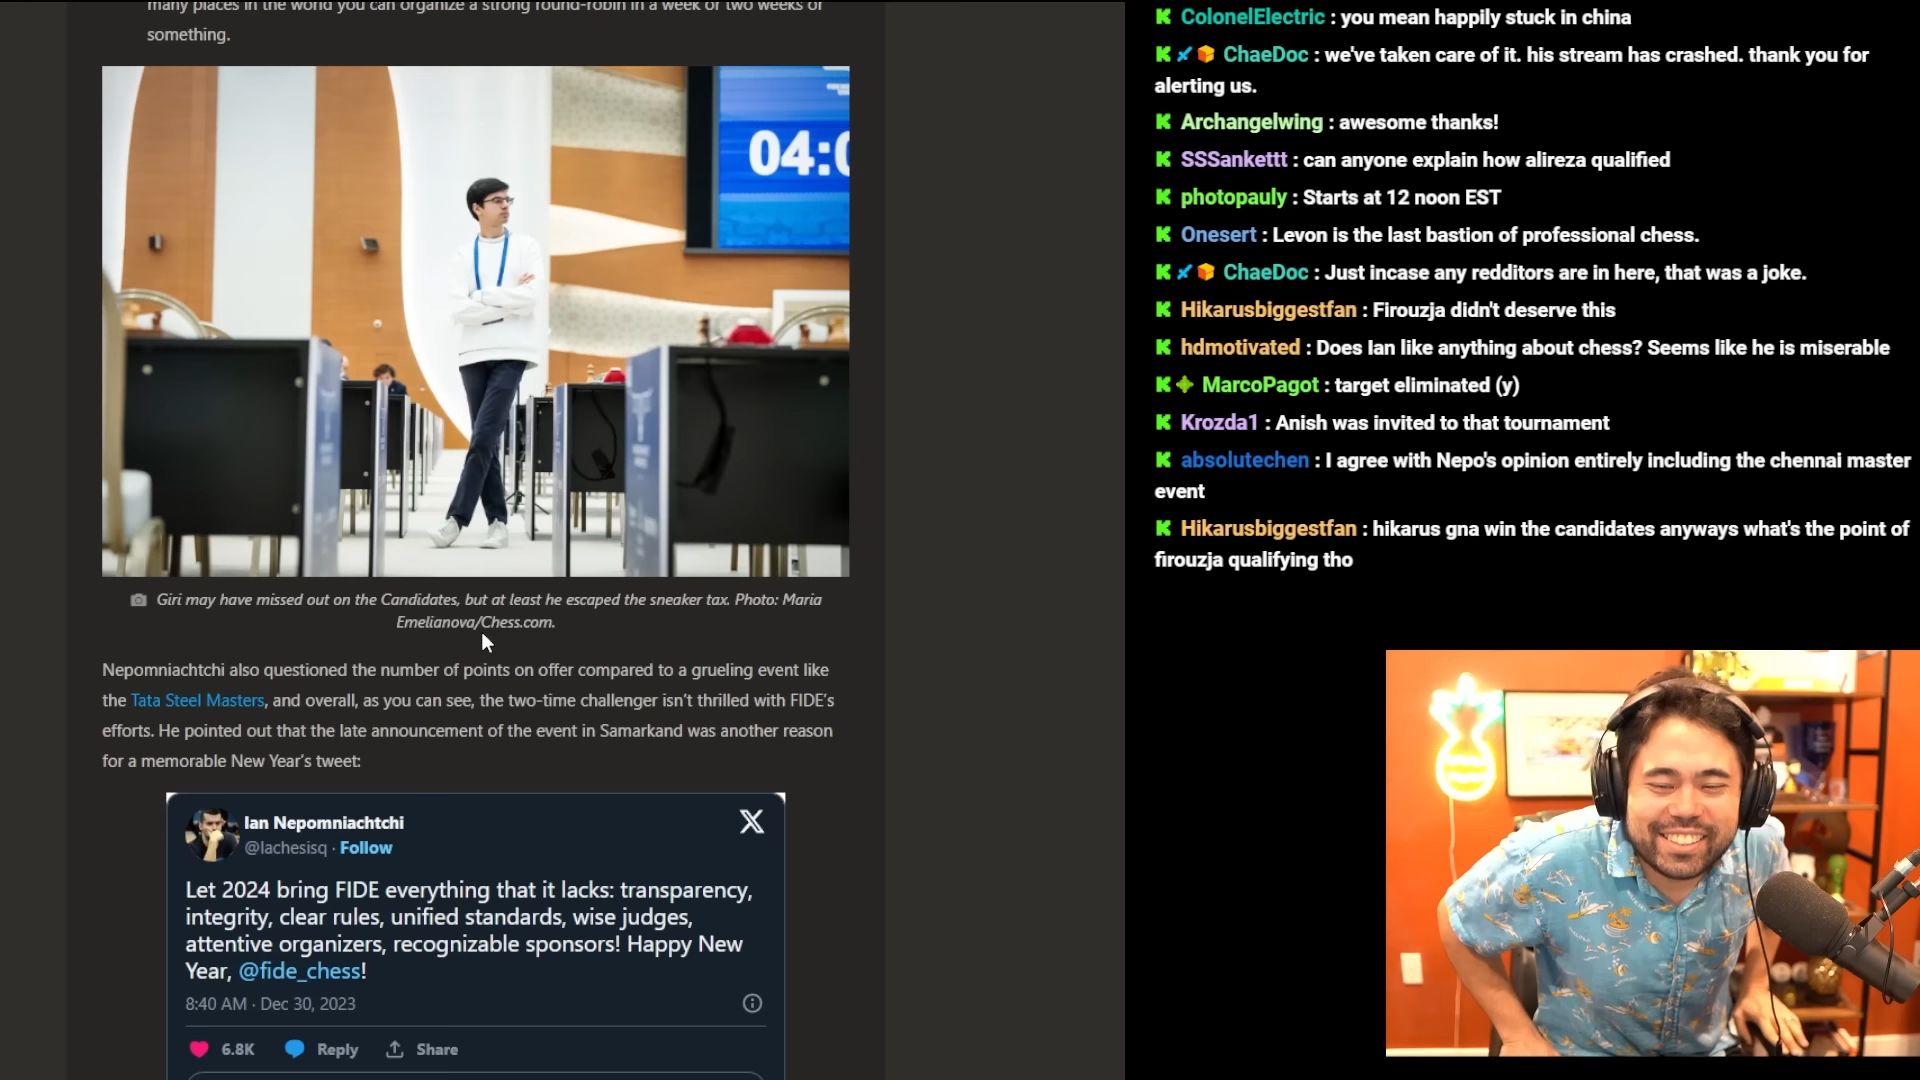 many places in the world you can organize a strong round-robin in a week or two weeks or
something.
04:0
Giri may have missed out on the Candidates, but at least he escaped the sneaker tax. Photo: Maria
Emelianova/Chess.com.
Nepomniachtchi also questioned the number of points on offer compared to a grueling event like
the Tata Steel Masters, and overall, as you can see, the two-time challenger isn't thrilled with FIDE's
efforts. He pointed out that the late announcement of the event in Samarkand was another reason
for a memorable New Year's tweet:
Ian Nepomniachtchi
@lachesisq · Follow
Let 2024 bring FIDE everything that it lacks: transparency,
integrity, clear rules, unified standards, wise judges,
attentive organizers, recognizable sponsors! Happy New
Year, @fide_chess!
8:40 AM · Dec 30, 2023
6.8K Reply Share
ColonelElectric : you mean happily stuck in china
ChaeDoc : we've taken care of it. his stream has crashed. thank you for
alerting us.
Archangelwing : awesome thanks!
SSSankettt : can anyone explain how alireza qualified
photopauly : Starts at 12 noon EST
Onesert : Levon is the last bastion of professional chess.
ChaeDoc : Just incase any redditors are in here, that was a joke.
Hikarusbiggestfan : Firouzja didn't deserve this
hdmotivated : Does Ian like anything about chess? Seems like he is miserable
MarcoPagot : target eliminated (y)
Krozda1 : Anish was invited to that tournament
absolutechen : I agree with Nepo's opinion entirely including the chennai master
event
Hikarusbiggestfan : hikarus gna win the candidates anyways what's the point of
firouzja qualifying tho